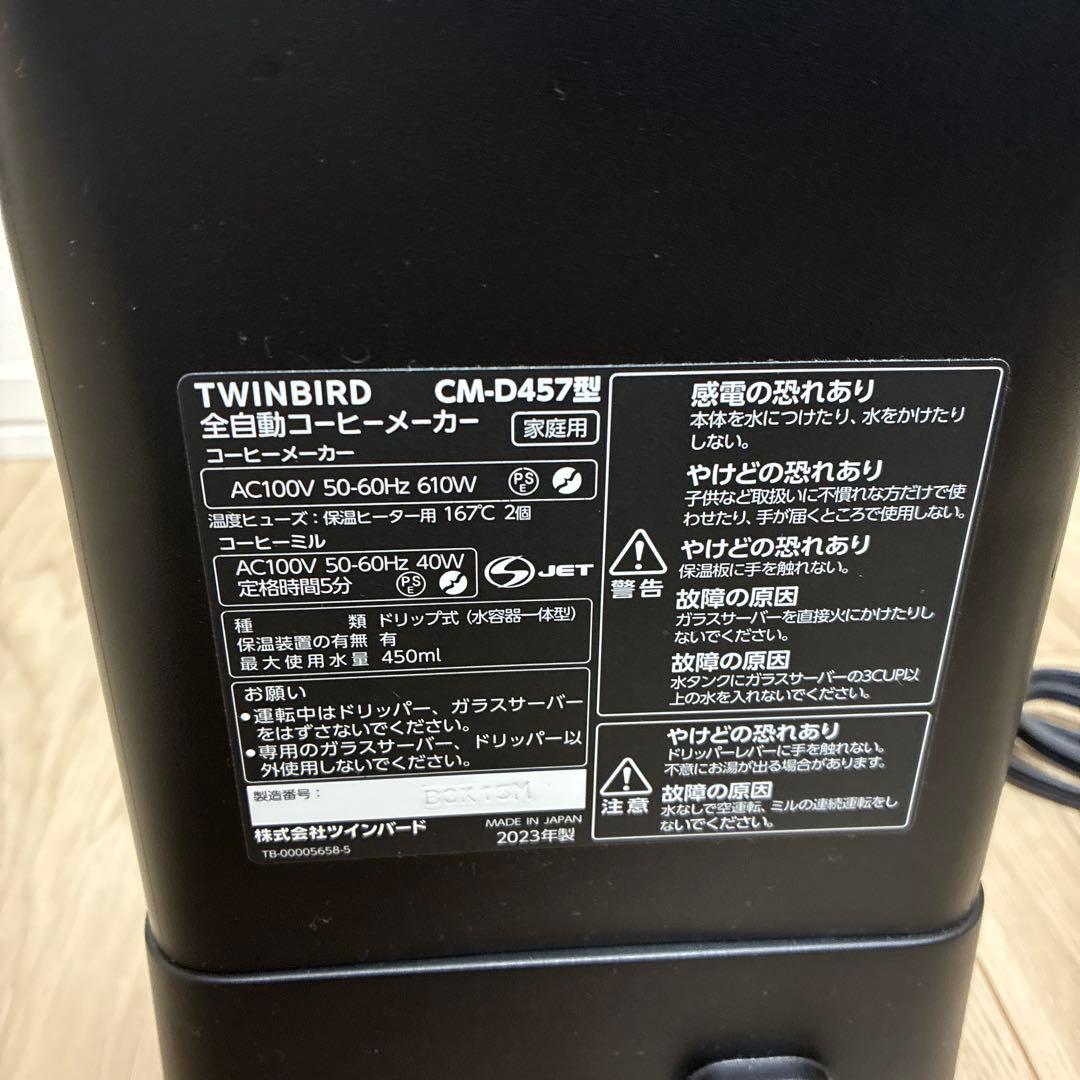 TWINBIRD CM-D457型
全自動コーヒーメーカー 家庭用
コーヒーメーカー
AC100V 50-60Hz 610W PSE
温度ヒューズ：保温ヒーター用 167℃ 2個
コーヒーミル
AC100V 50-60Hz 40W
定格時間5分 PSE
JET
種類 ドリップ式（水容器一体型）
保温装置の有無 有
最大使用水量 450ml
お願い
●運転中はドリッパー、ガラスサーバー
をはずさないでください。
●専用のガラスサーバー、ドリッパー以
外使用しないでください。
製造番号：
株式会社ツインバード
MADE IN JAPAN
2023年製
TB-00005658-5
警告
感電の恐れあり
本体を水につけたり、水をかけたり
しない。
やけどの恐れあり
子供など取扱いに不慣れな方だけで使
わせたり、手が届くところで使用しない。
やけどの恐れあり
保温板に手を触れない。
故障の原因
ガラスサーバーを直接火にかけたりし
ないでください。
故障の原因
水タンクにガラスサーバーの3CUP以
上の水を入れないでください。
注意
やけどの恐れあり
ドリッパーレバーに手を触れない。
不意にお湯が出る場合があります。
故障の原因
水なしで空運転、ミルの連続運転をし
ないでください。